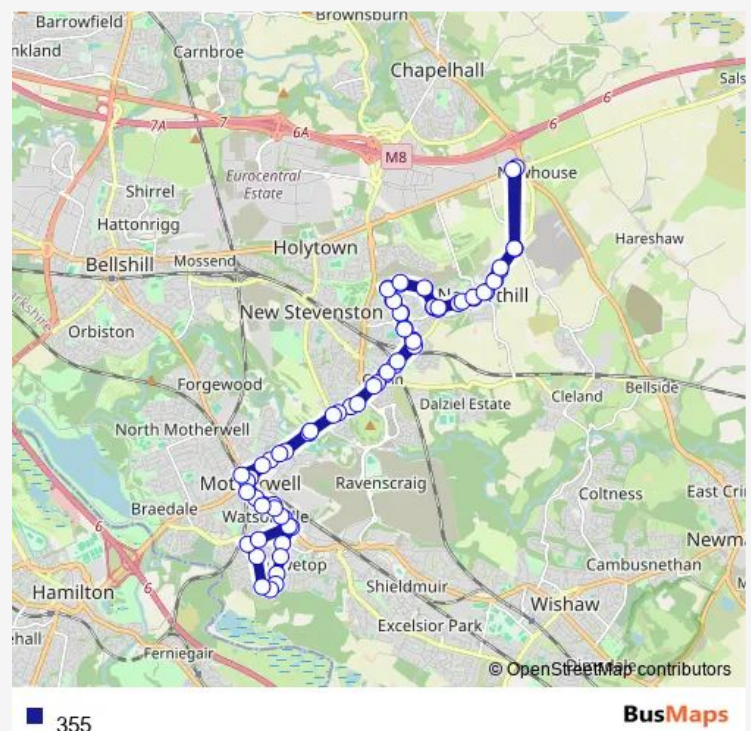 Brownsburn
Barrowfield
nkland
Carnbroe
Chapelhall
Sals
6
6
7A
7
6A
M8
Eurocentral
Estate
Shirrel
Hattonrigg
Holytown
Hareshaw
Bellshill
Mossend
New Stevenston
Orbiston
Forgewood
Cleland
Bellside
Dalziel Estate
North Motherwell
Ravenscraig
Coltness
East Cri
Braedale
6
Newm
Cambusnethan
6
Hamilton
Shieldmuir
Wishaw
Excelsior Park
Ferniegair
© OpenStreetMap contributors
355
BusMaps